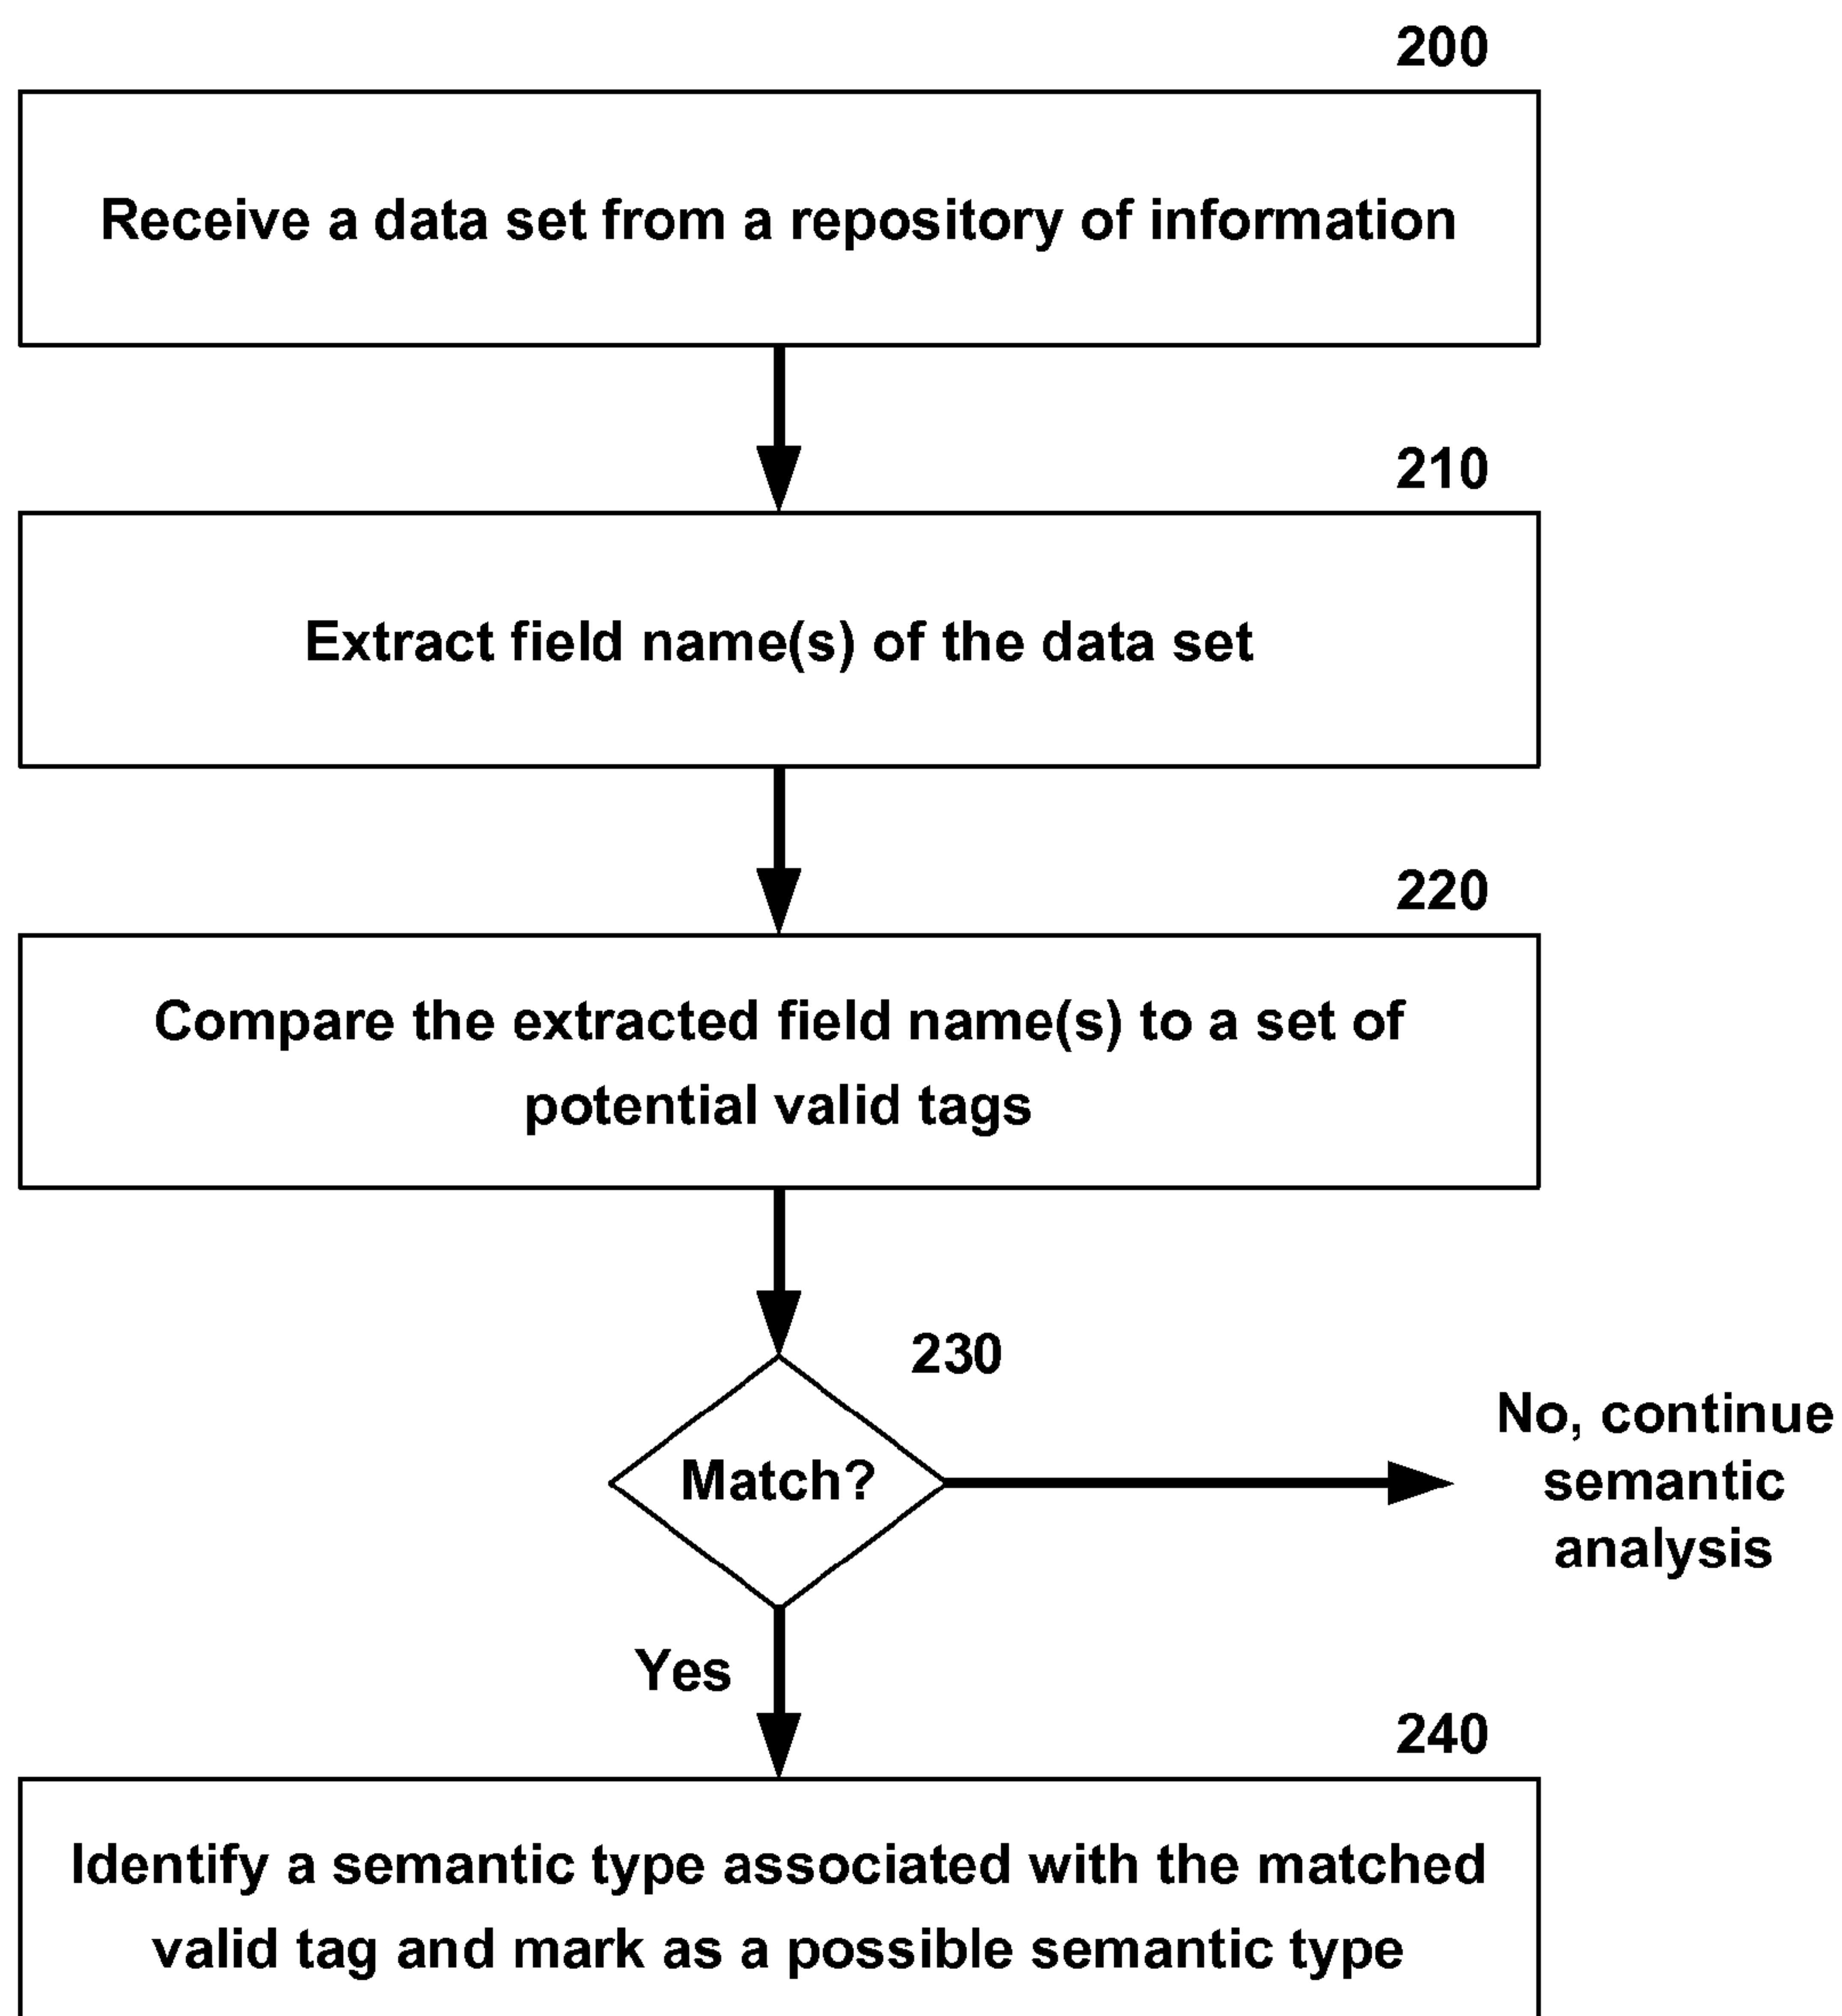 200
Receive a data set from a repository of information
210
Extract field name(s) of the data set
220
Compare the extracted field name(s) to a set of
potential valid tags
230
Match?
No, continue
semantic
analysis
Yes
240
Identify a semantic type associated with the matched
valid tag and mark as a possible semantic type